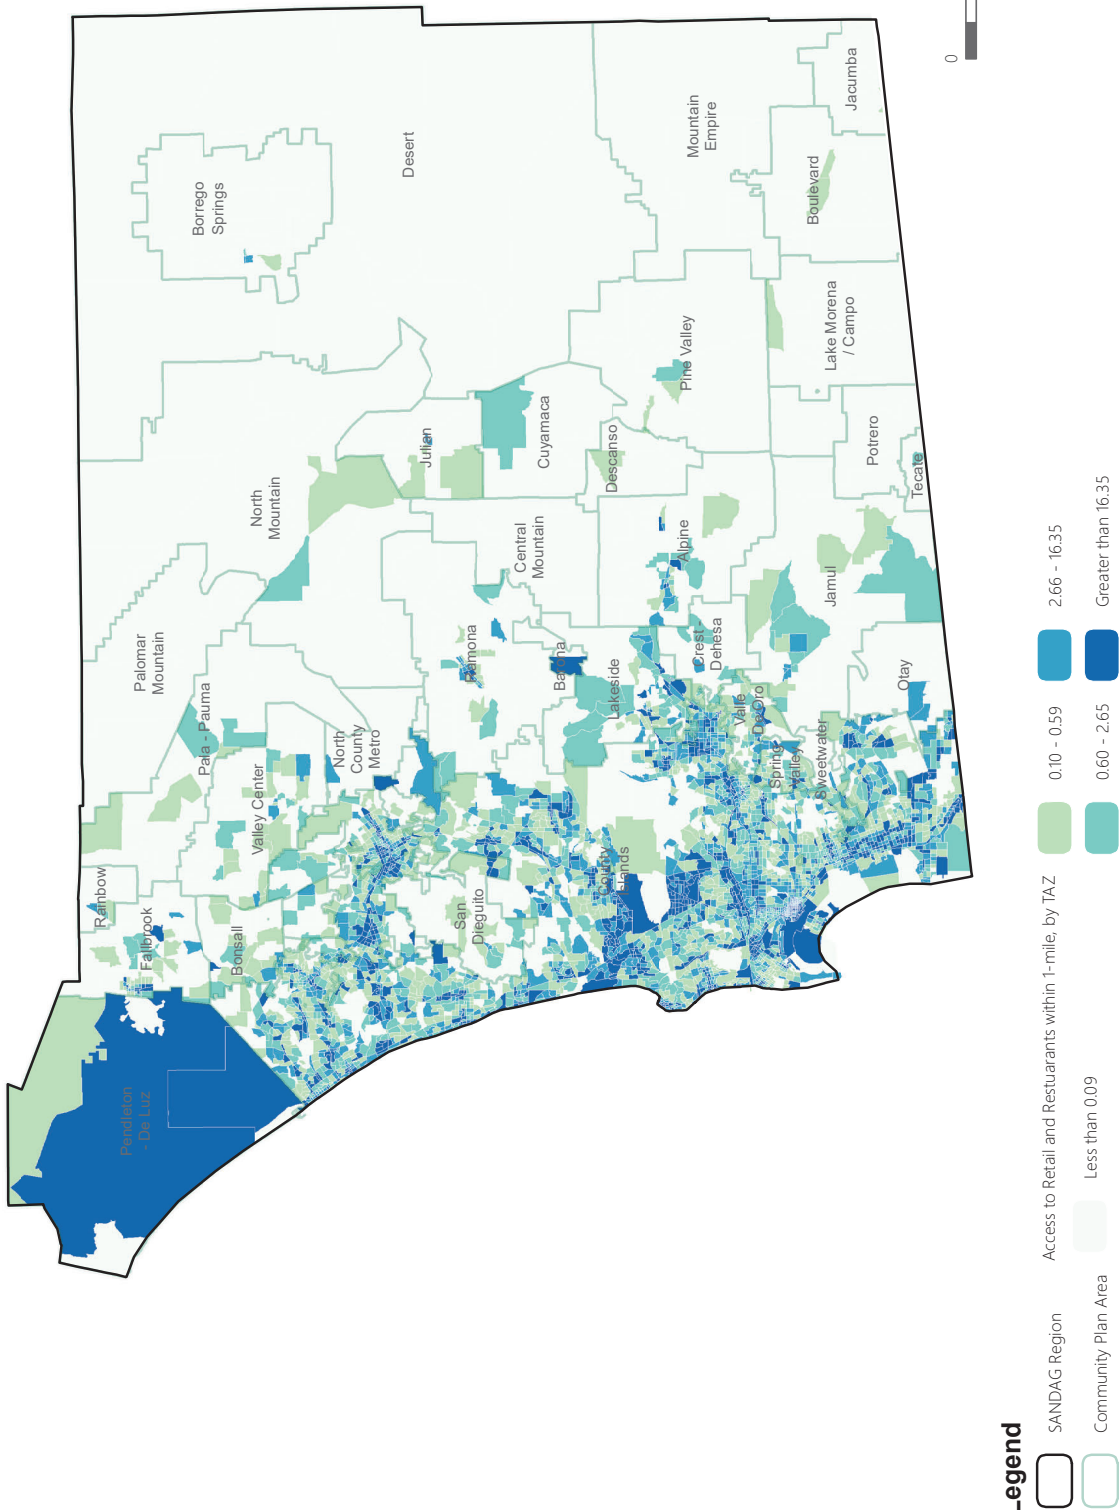 Pendleton
- De Luz
Rainbow
Fallbrook
Bonsall
Pala - Pauma
Palomar
Mountain
Valley Center
North
Mountain
Borrego
Springs
North
County
Metro
San
Dieguito
Ramona
Julian
Desert
Central
Mountain
Cuyamaca
Barona
Lakeside
County
Islands
Descanso
Alpine
Pine Valley
Mountain
Empire
Crest -
Dehesa
Valle
De Oro
Spring
Valley
Sweetwater
Jamul
Otay
Lake Morena
/ Campo
Potrero
Tecate
Boulevard
Jacumba
0
Legend
SANDAG Region
Community Plan Area
Access to Retail and Restuarants within 1-mile, by TAZ
Less than 0.09
0.10 - 0.59
0.60 - 2.65
2.66 - 16.35
Greater than 16.35